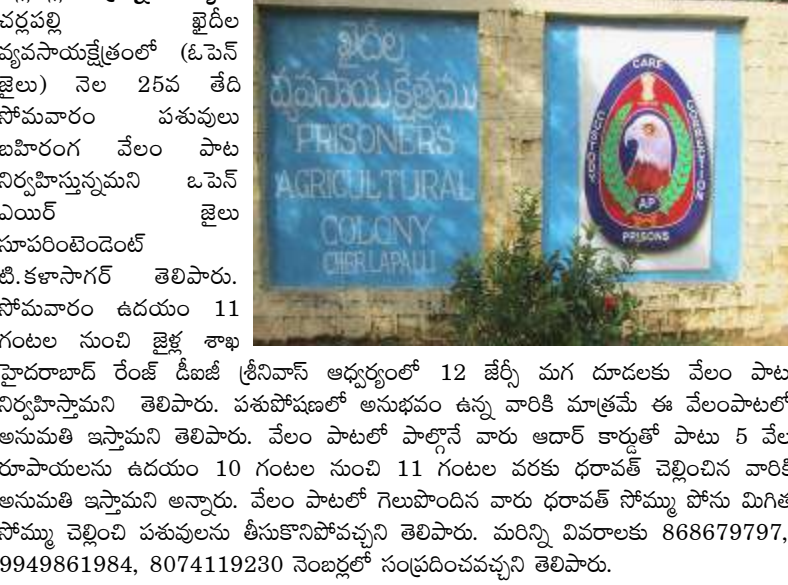 చర్లపల్లి ఖైదీల
వ్యవసాయక్షేత్రంలో (ఓపెన్
జైలు) నెల 25వ తేది
సోమవారం పశువులు
బహిరంగ వేలం పాట
నిర్వహిస్తున్నమని ఒపెన్
ఎయిర్ జైలు
సూపరింటెండెంట్
టి.కళాసాగర్ తెలిపారు.
సోమవారం ఉదయం 11
గంటల నుంచి జైళ్ల శాఖ
హైదరాబాద్ రేంజ్ డీఐజీ శ్రీనివాస్ ఆధ్వర్యంలో 12 జేర్సీ మగ దూడలకు వేలం పాట
నిర్వహిస్తామని తెలిపారు. పశుపోషణలో అనుభవం ఉన్న వారికి మాత్రమే ఈ వేలంపాటలో
అనుమతి ఇస్తామని తెలిపారు. వేలం పాటలో పాల్గొనే వారు ఆదార్ కార్డుతో పాటు 5 వేల
రూపాయలను ఉదయం 10 గంటల నుంచి 11 గంటల వరకు ధరావత్ చెల్లించిన వారికి
అనుమతి ఇస్తామని అన్నారు. వేలం పాటలో గెలుపొందిన వారు ధరావత్ సోమ్ము పోను మిగిత
సోమ్ము చెల్లించి పశువులను తీసుకొనిపోవచ్చని తెలిపారు. మరిన్ని వివరాలకు 868679797,
9949861984, 8074119230 నెంబర్లలో సంప్రదించవచ్చని తెలిపారు.
ఖైదీల
వ్యవసాయ క్షేత్రము
PRISONERS
AGRICULTURAL
COLONY
CHERLAPALLI
CARE
CUSTODY
CORRECTION
AP
PRISONS